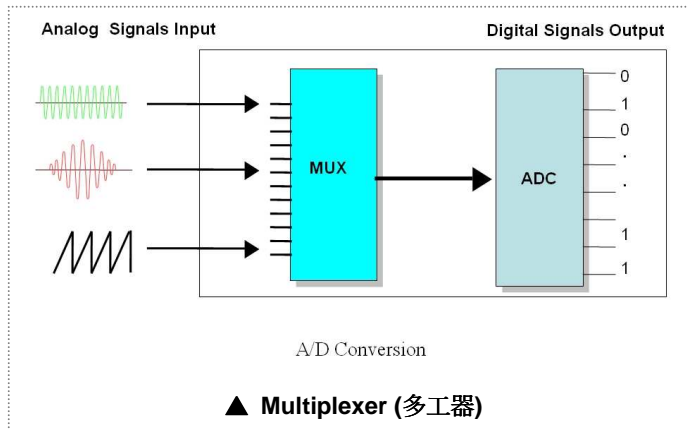 Analog Signals Input
Digital Signals Output
MUX
ADC
0
1
0
.
.
1
1
A/D Conversion
▲ Multiplexer (多工器)